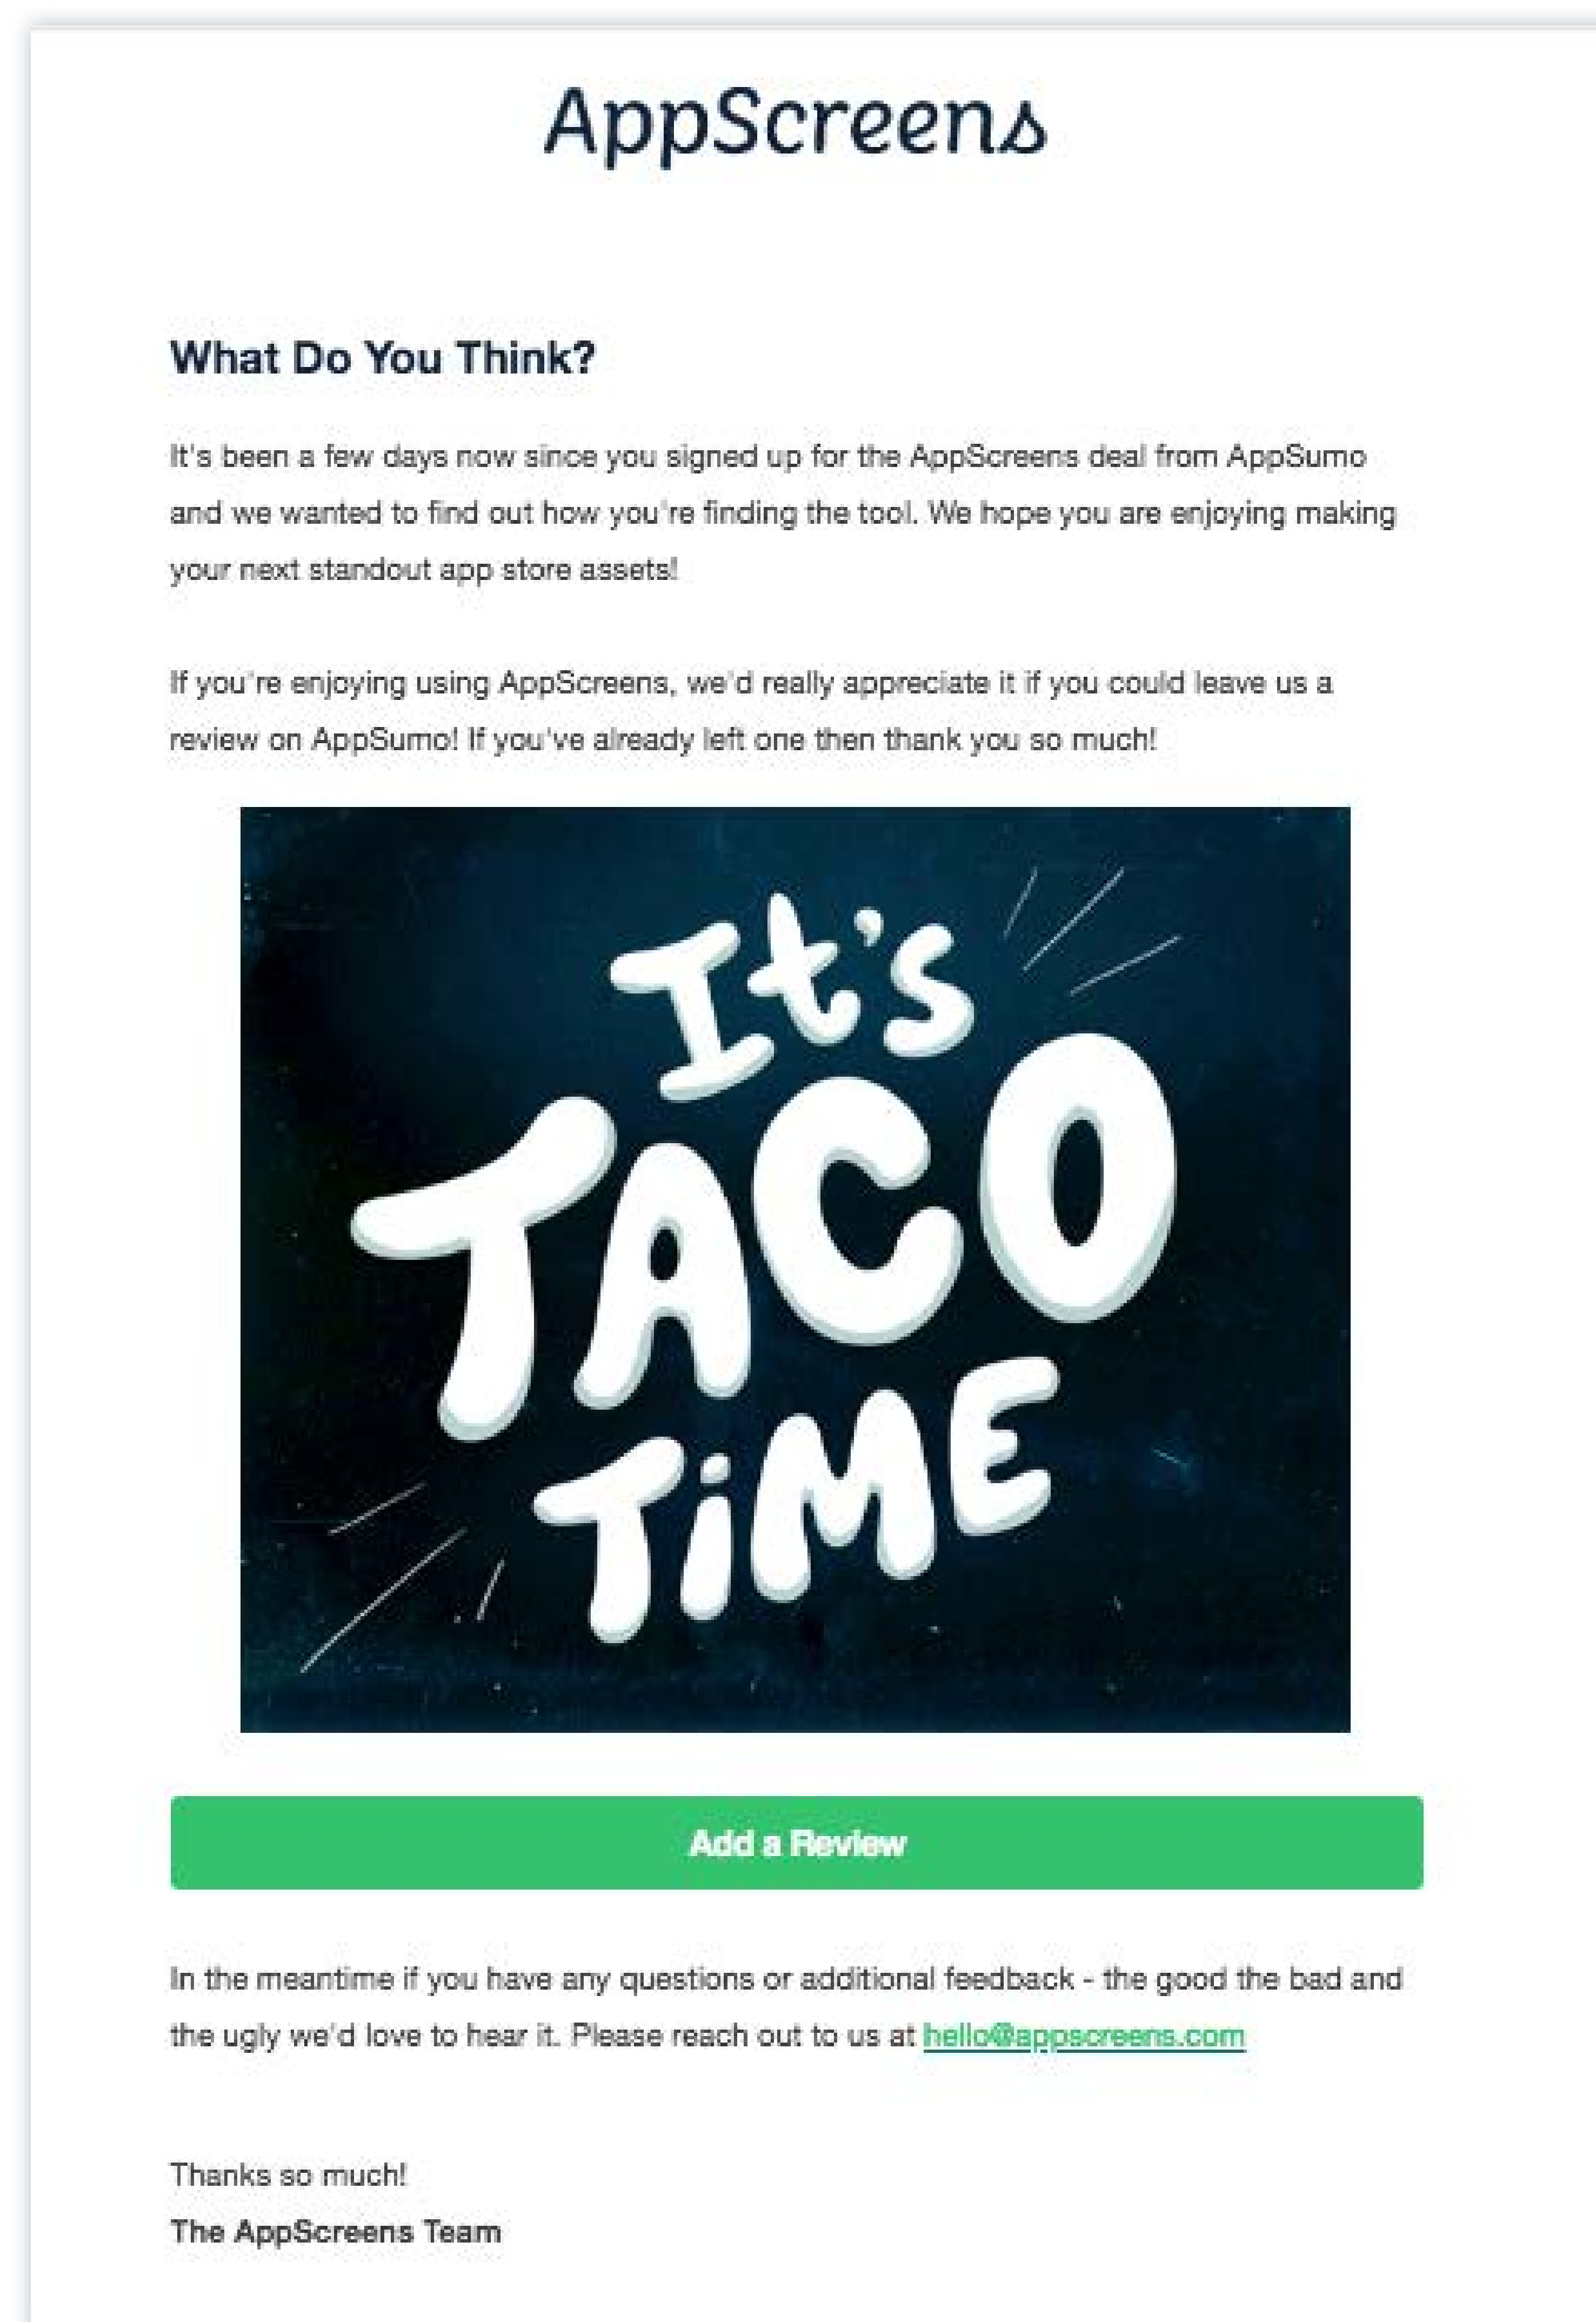 AppScreens
What Do You Think?
It's been a few days now since you signed up for the AppScreens deal from AppSumo
and we wanted to find out how you're finding the tool. We hope you are enjoying making
your next standout app store assets!
If you're enjoying using AppScreens, we'd really appreciate it if you could leave us a
review on AppSumo! If you've already left one then thank you so much!
It's
TACO
TiME
Add a Review
In the meantime if you have any questions or additional feedback - the good the bad and
the ugly we'd love to hear it. Please reach out to us at hello@appscreens.com
Thanks so much!
The AppScreens Team